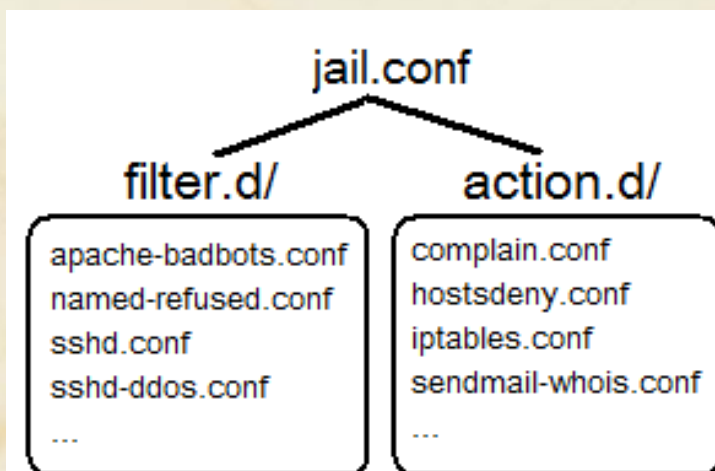 jail.conf
filter.d/
apache-badbots.conf
named-refused.conf
sshd.conf
sshd-ddos.conf
...
action.d/
complain.conf
hostsdeny.conf
iptables.conf
sendmail-whois.conf
...